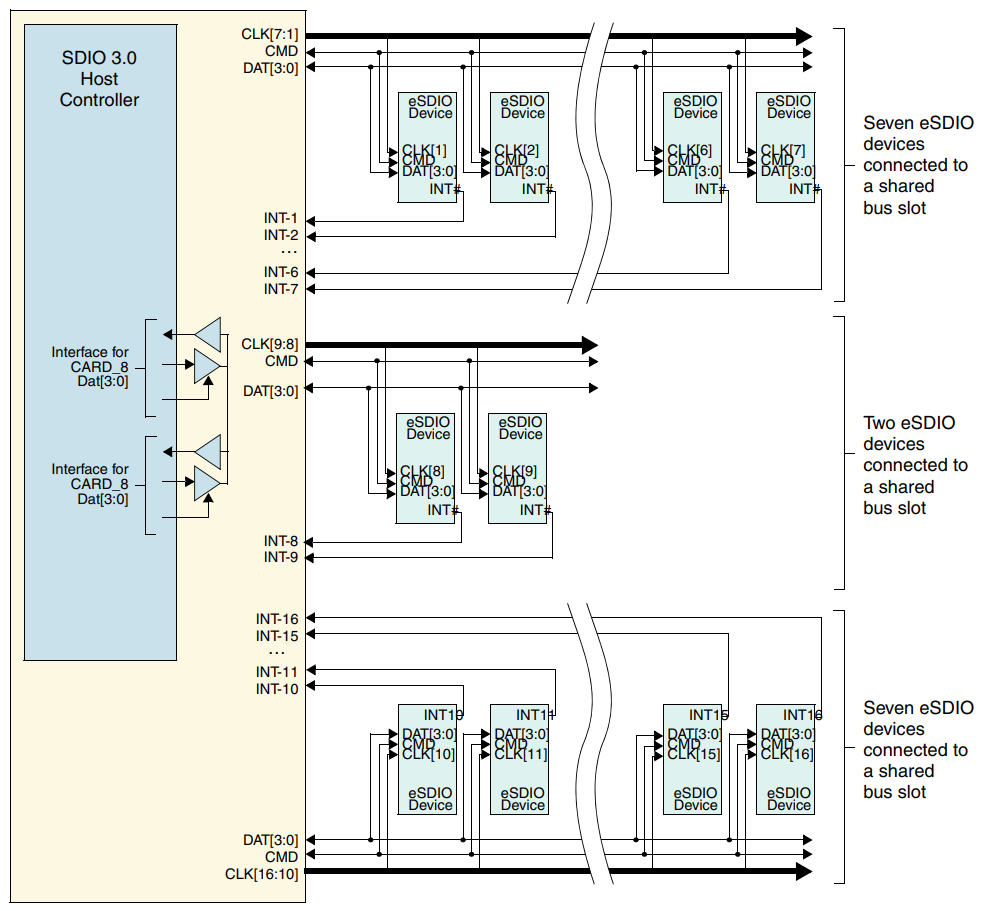 SDIO 3.0
Host
Controller
CLK[7:1]
CMD
DAT[3:0]
eSDIO
Device
CLK[1]
CMD
DAT[3:0]
INT#
eSDIO
Device
CLK[2]
CMD
DAT[3:0]
INT#
eSDIO
Device
CLK[6]
CMD
DAT[3:0]
INT#
eSDIO
Device
CLK[7]
CMD
DAT[3:0]
INT#
Seven eSDIO
devices
connected to
a shared
bus slot
INT-1
INT-2
...
INT-6
INT-7
Interface for
CARD_8
Dat[3:0]
Interface for
CARD_8
Dat[3:0]
CLK[9:8]
CMD
DAT[3:0]
eSDIO
Device
CLK[8]
CMD
DAT[3:0]
INT#
eSDIO
Device
CLK[9]
CMD
DAT[3:0]
INT#
Two eSDIO
devices
connected to
a shared
bus slot
INT-8
INT-9
INT-16
INT-15
...
INT-11
INT-10
INT10
DAT[3:0]
CMD
CLK[10]
eSDIO
Device
INT11
DAT[3:0]
CMD
CLK[11]
eSDIO
Device
INT15
DAT[3:0]
CMD
CLK[15]
eSDIO
Device
INT16
DAT[3:0]
CMD
CLK[16]
eSDIO
Device
Seven eSDIO
devices
connected to
a shared
bus slot
DAT[3:0]
CMD
CLK[16:10]